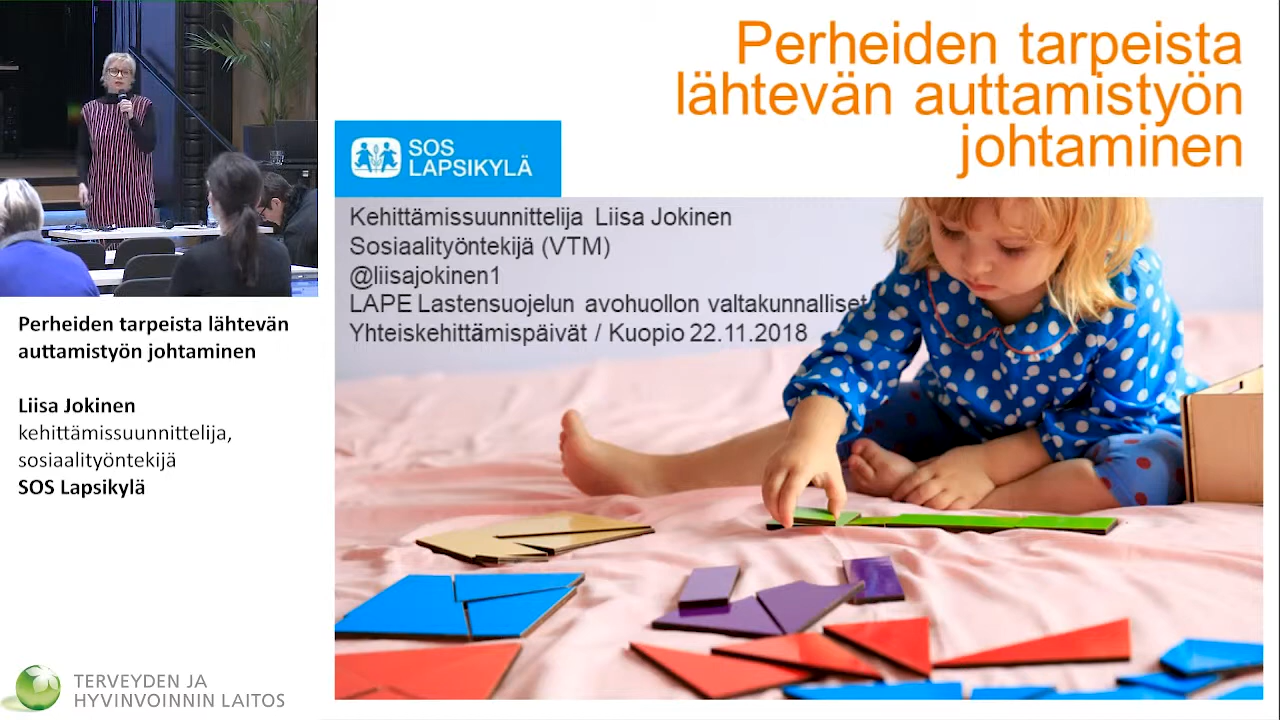 Perheiden tarpeista
lähtevän auttamistyön
johtaminen
SOS
LAPSIKYLÄ
Kehittämissuunnittelija Liisa Jokinen
Sosiaalityöntekijä (VTM)
@liisajokinen1
LAPE Lastensuojelun avohuollon valtakunnalliset
Yhteiskehittämispäivät / Kuopio 22.11.2018
Perheiden tarpeista lähtevän
auttamistyön johtaminen
Liisa Jokinen
kehittämissuunnittelija,
sosiaalityöntekijä
SOS Lapsikylä
TERVEYDEN JA
HYVINVOINNIN LAITOS